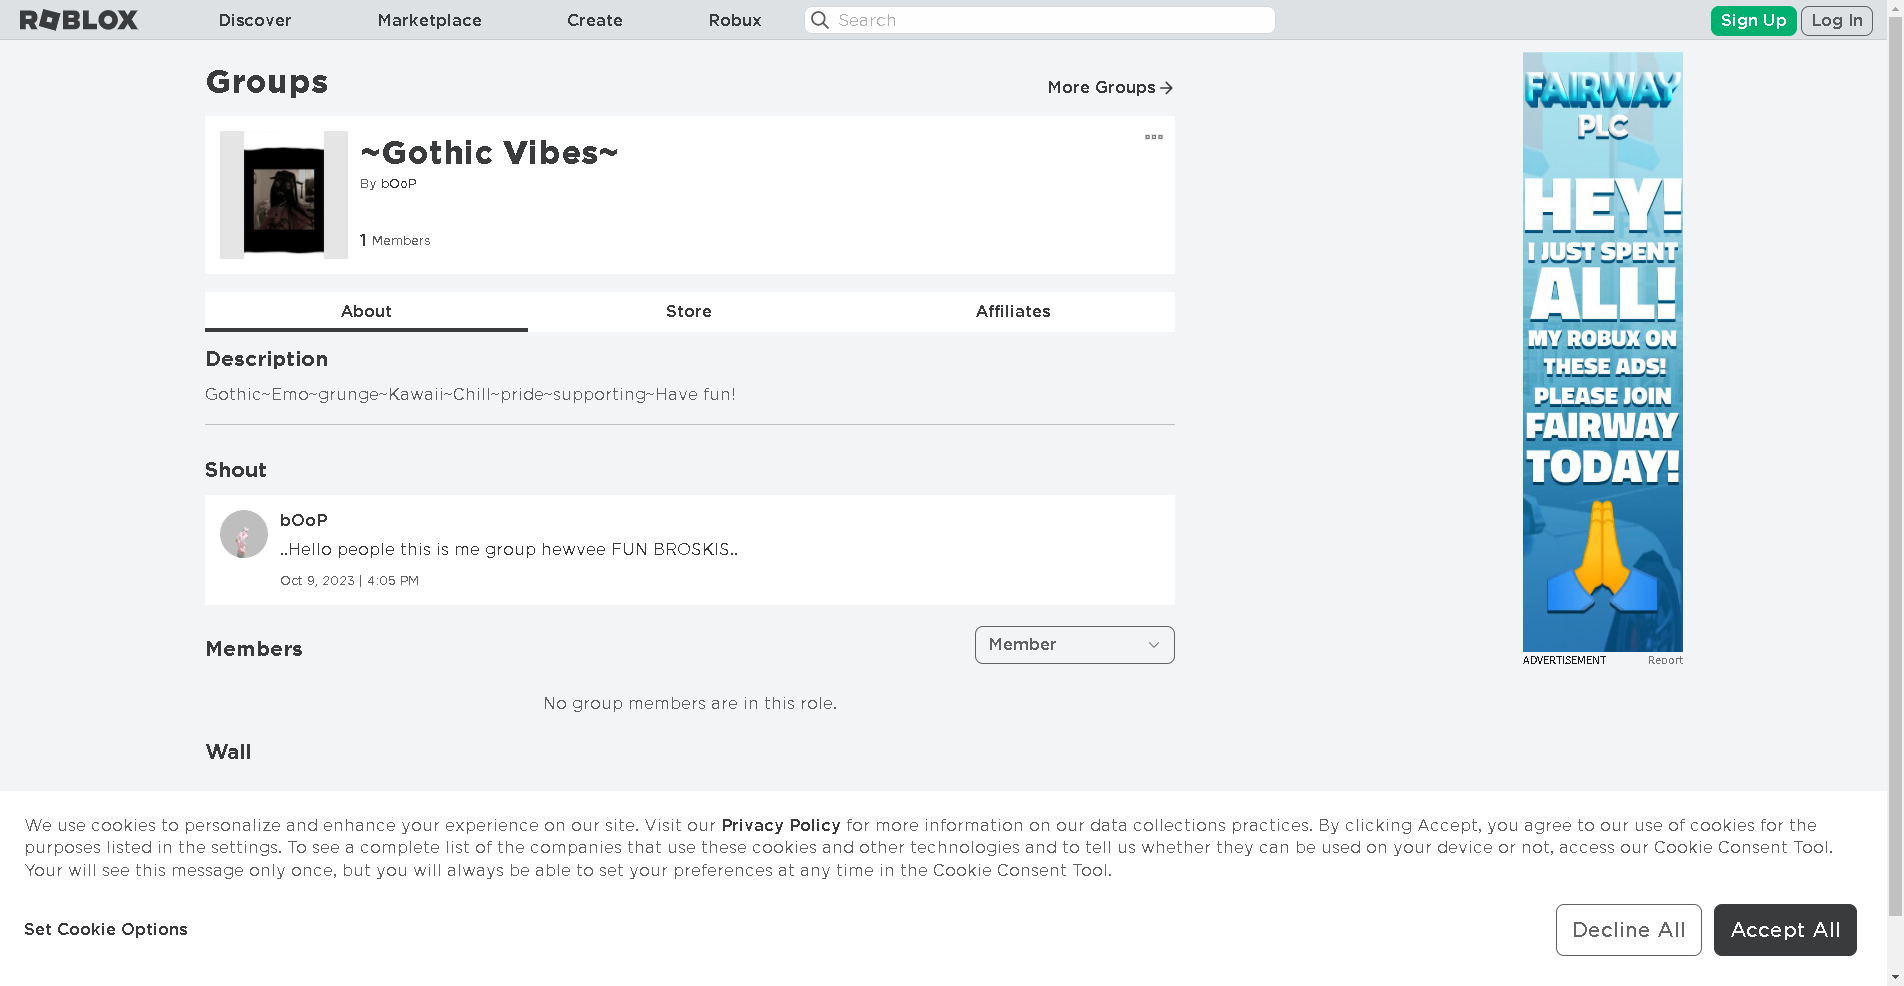 ROBLOX
Discover
Marketplace
Create
Robux
Search
Sign Up
Log In
Groups
More Groups
~Gothic Vibes~
By bOoP
1 Members
About
Store
Affiliates
Description
Gothic~Emo~grunge~Kawaii~Chill~pride~supporting~Have fun!
Shout
bOoP
..Hello people this is me group hewvee FUN BROSKIS..
Oct 9, 2023 | 4:05 PM
Members
Member
No group members are in this role.
Wall
FAIRWAY
PLC
HEY!
I JUST SPENT
ALL!
MY ROBUX ON
THESE ADS!
PLEASE JOIN
FAIRWAY
TODAY!
ADVERTISEMENT
Report
We use cookies to personalize and enhance your experience on our site. Visit our Privacy Policy for more information on our data collections practices. By clicking Accept, you agree to our use of cookies for the
purposes listed in the settings. To see a complete list of the companies that use these cookies and other technologies and to tell us whether they can be used on your device or not, access our Cookie Consent Tool.
Your will see this message only once, but you will always be able to set your preferences at any time in the Cookie Consent Tool.
Set Cookie Options
Decline All
Accept All